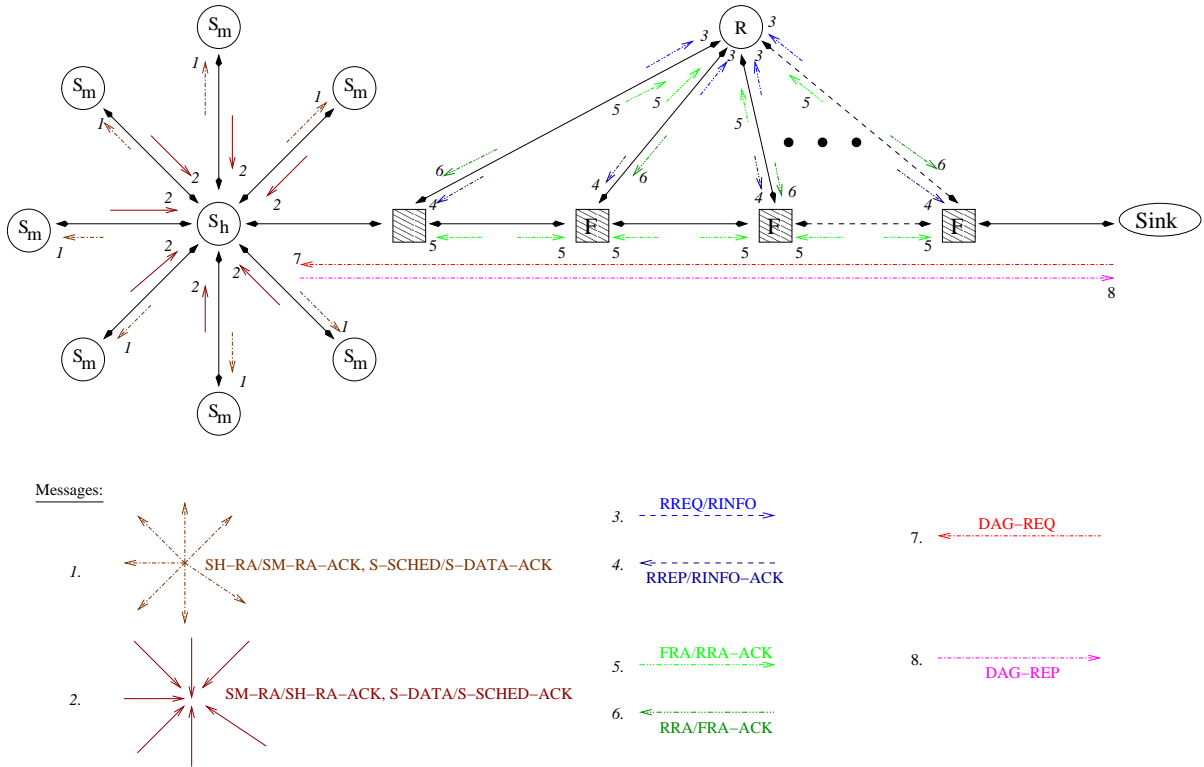 Sm
Sm
Sm
Sm
Sh
Sm
Sm
Sm
Sm
1
1
1
1
1
1
1
1
2
2
2
2
2
2
2
2
R
3
3
3
3
5
5
5
5
6
6
6
6
4
4
4
4
F
F
F
Sink
5
5
5
5
5
5
7
8
Messages:
1.
SH-RA/SM-RA-ACK, S-SCHED/S-DATA-ACK
2.
SM-RA/SH-RA-ACK, S-DATA/S-SCHED-ACK
3.
RREQ/RINFO
4.
RREP/RINFO-ACK
5.
FRA/RRA-ACK
6.
RRA/FRA-ACK
7.
DAG-REQ
8.
DAG-REP